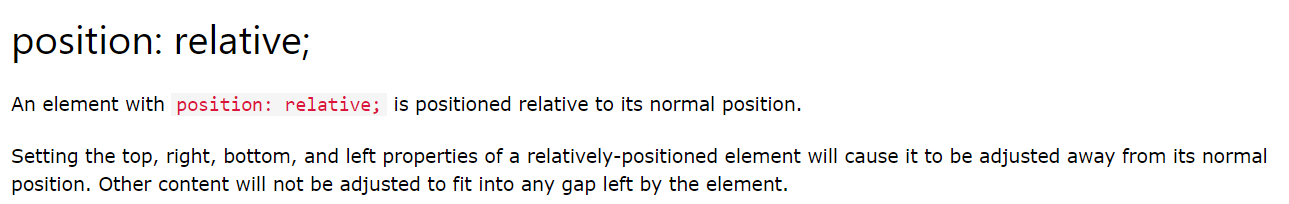 position: relative;
An element with position: relative; is positioned relative to its normal position.
Setting the top, right, bottom, and left properties of a relatively-positioned element will cause it to be adjusted away from its normal
position. Other content will not be adjusted to fit into any gap left by the element.